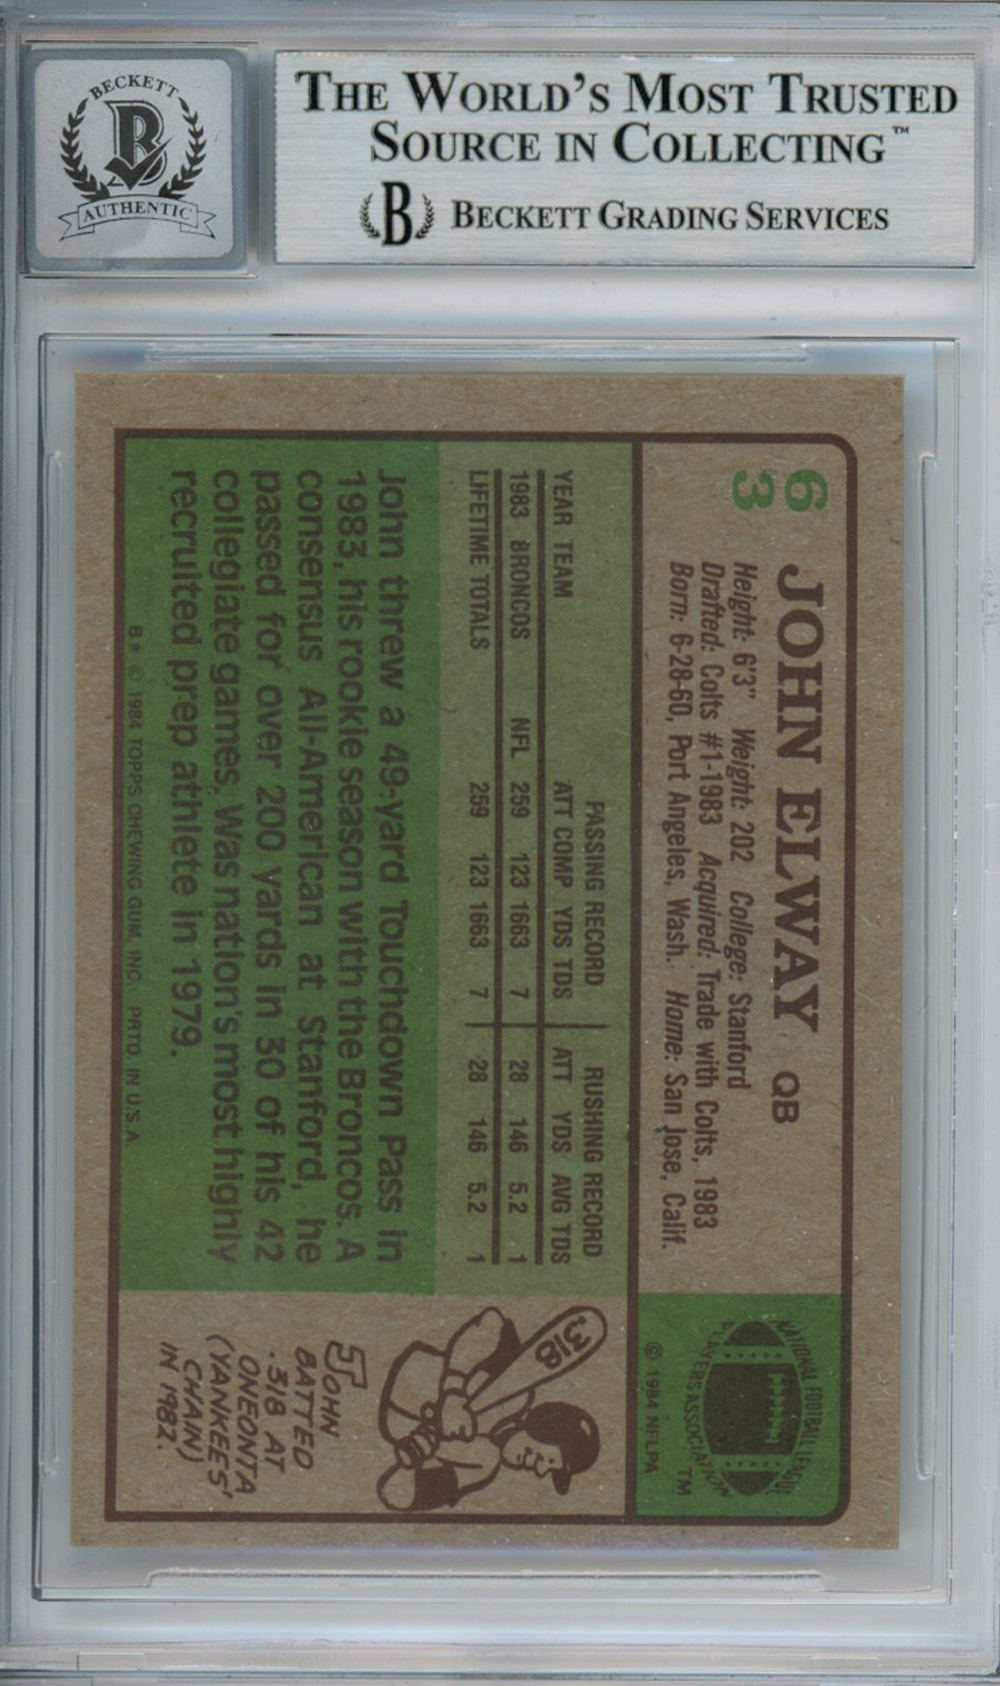 BECKETT
B
AUTHENTIC
THE WORLD'S MOST TRUSTED
SOURCE IN COLLECTING™
B BECKETT GRADING SERVICES
63
JOHN ELWAY QB
Height: 6'3" Weight: 202 College: Stanford
Drafted: Colts #1-1983 Acquired: Trade with Colts, 1983
Born: 6-28-60, Port Angeles, Wash. Home: San Jose, Calif.
NATIONAL FOOTBALL LEAGUE
PLAYERS ASSOCIATION
TM
© 1984 NFLPA
PASSING RECORD RUSHING RECORD
YEAR TEAM ATT COMP YDS TDS ATT YDS AVG TDS
1983 BRONCOS NFL 259 123 1663 7 28 146 5.2 1
LIFETIME TOTALS 259 123 1663 7 28 146 5.2 1
John threw a 49-yard Touchdown Pass in
1983, his rookie season with the Broncos. A
consensus All-American at Stanford, he
passed for over 200 yards in 30 of his 42
collegiate games. Was nation's most highly
recruited prep athlete in 1979.
B* © 1984 TOPPS CHEWING GUM, INC. PRTD. IN U.S.A.
318
JOHN
BATTED
.318 AT
ONEONTA
(YANKEES'
CHAIN)
IN 1982.